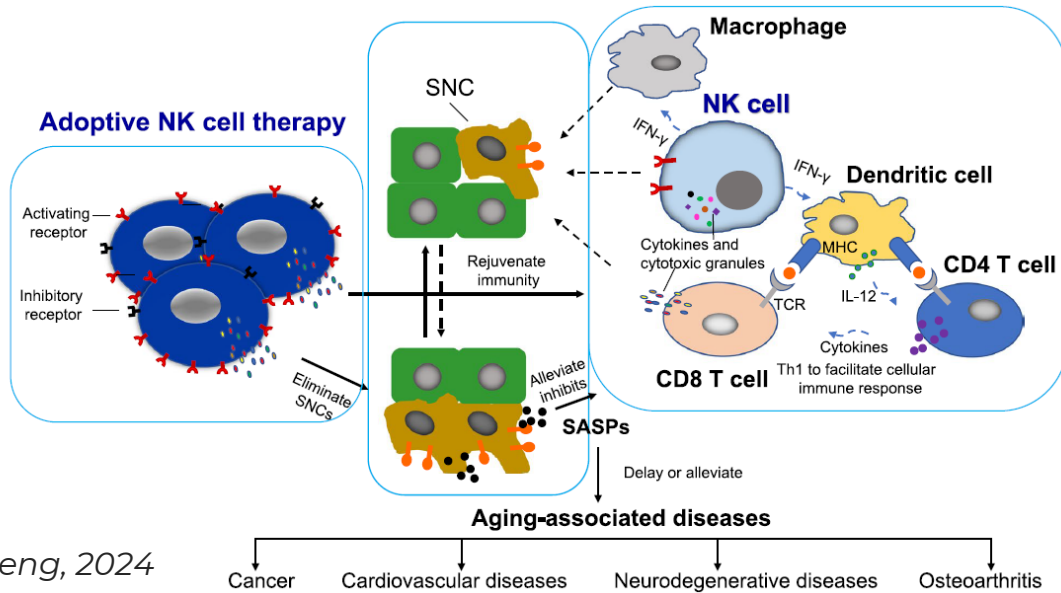 Adoptive NK cell therapy
Activating
receptor
Inhibitory
receptor
Eliminate
SNCs
SNC
Rejuvenate
immunity
Alleviate
inhibits
SASPs
Macrophage
NK cell
IFN-γ
IFN-γ
Dendritic cell
MHC
Cytokines and
cytotoxic granules
CD4 T cell
IL-12
TCR
Cytokines
Th1 to facilitate cellular
immune response
CD8 T cell
Delay or alleviate
Aging-associated diseases
eng, 2024
Cancer
Cardiovascular diseases
Neurodegenerative diseases
Osteoarthritis